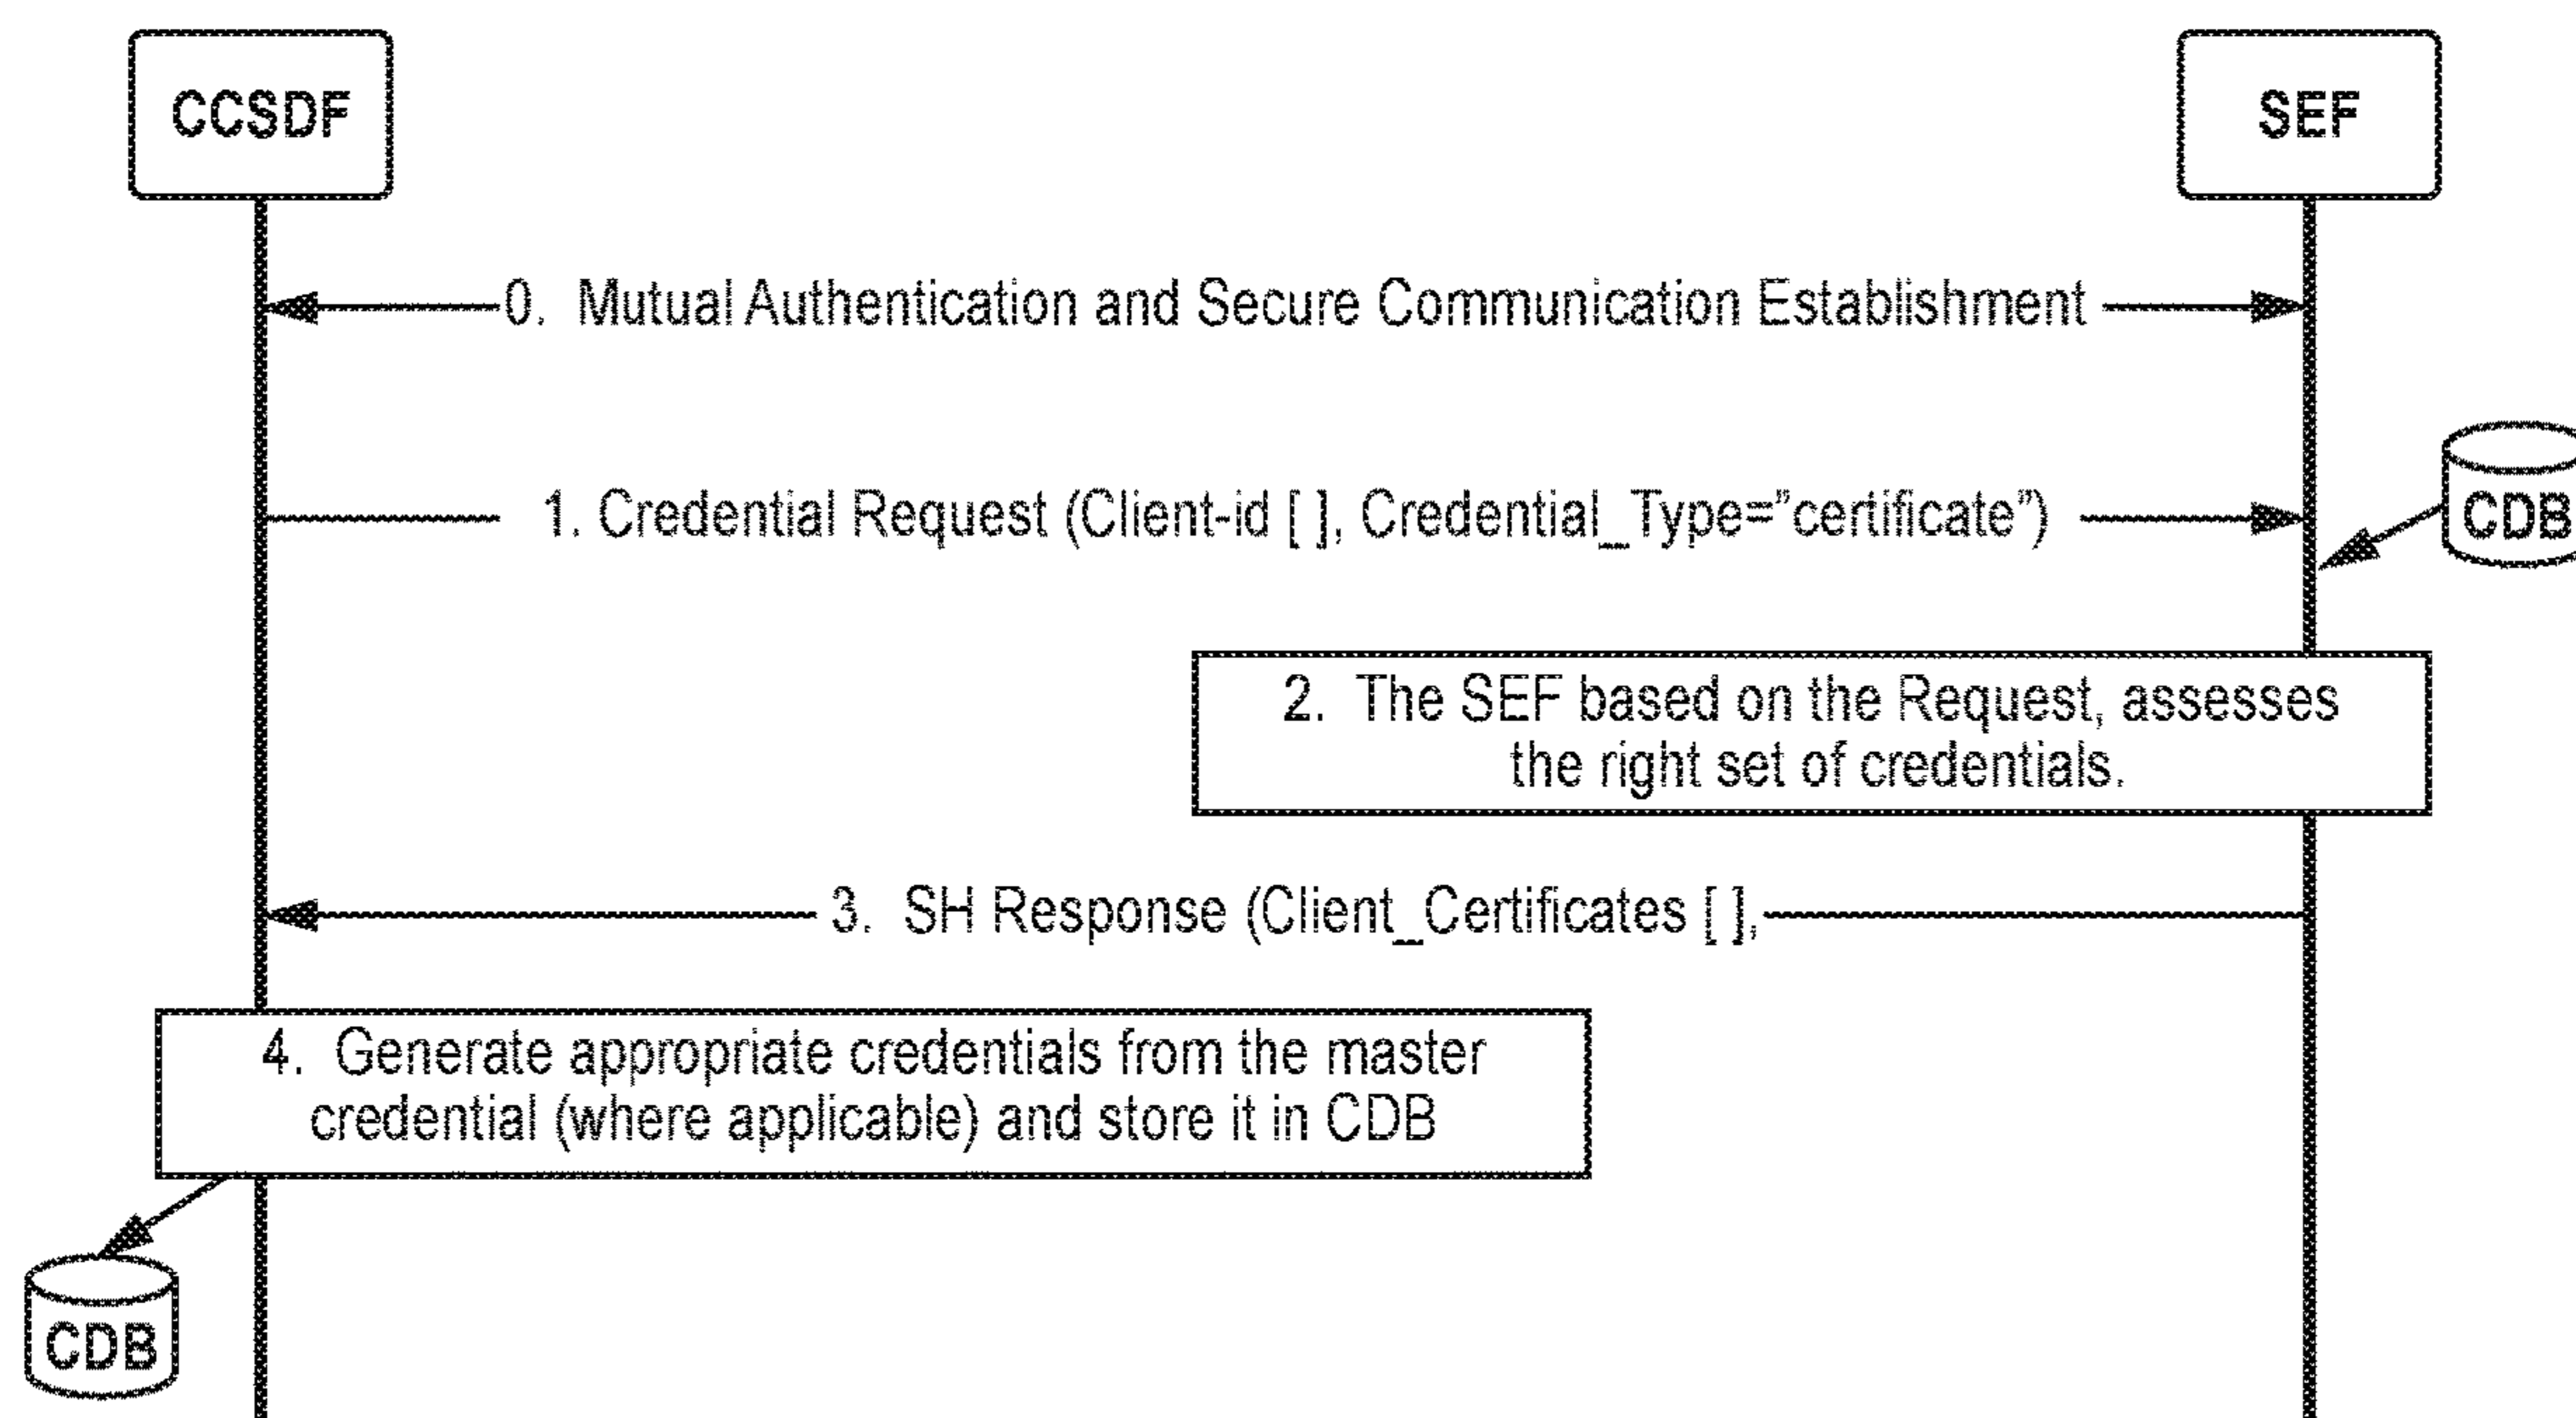 CCSDF
SEF
0. Mutual Authentication and Secure Communication Establishment
1. Credential Request (Client-id [ ], Credential_Type=”certificate”)
CDB
2. The SEF based on the Request, assesses
the right set of credentials.
3. SH Response (Client_Certificates [ ],
4. Generate appropriate credentials from the master
credential (where applicable) and store it in CDB
CDB